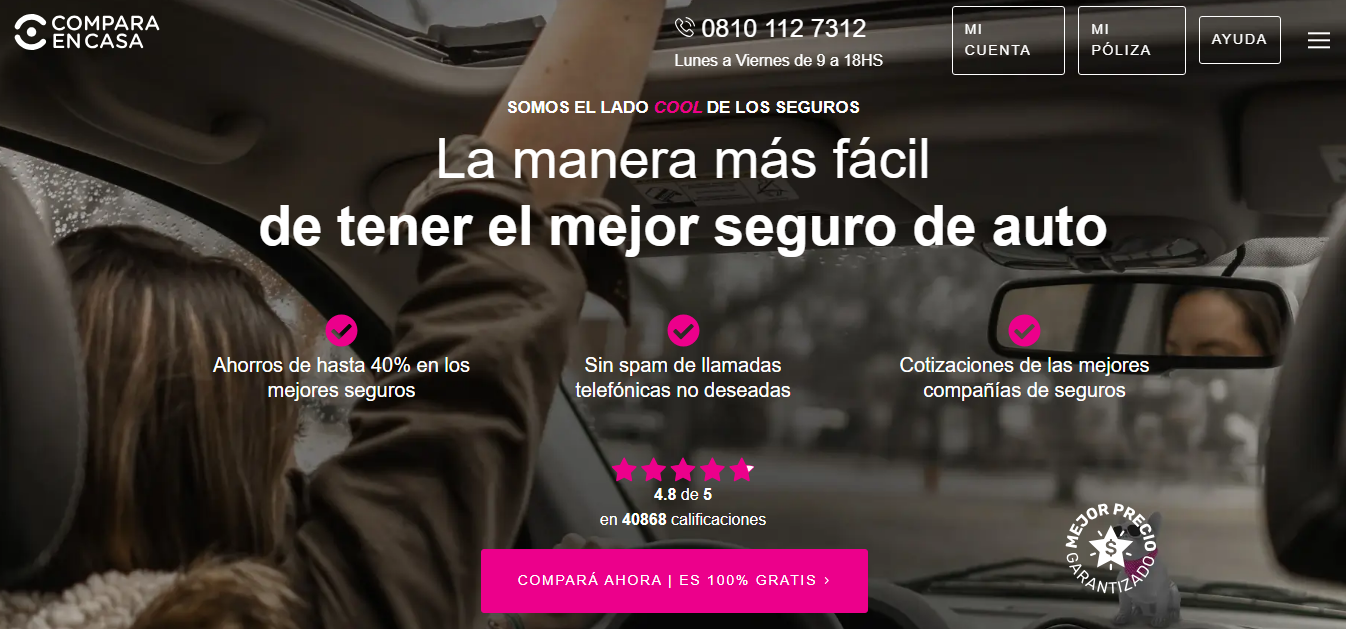 COMPARA
EN CASA
0810 112 7312
Lunes a Viernes de 9 a 18HS
MI
CUENTA
MI
PÓLIZA
AYUDA
SOMOS EL LADO COOL DE LOS SEGUROS
La manera más fácil
de tener el mejor seguro de auto
Ahorros de hasta 40% en los
mejores seguros
Sin spam de llamadas
telefónicas no deseadas
Cotizaciones de las mejores
compañías de seguros
4.8 de 5
en 40868 calificaciones
MEJOR PRECIO
$
GARANTIZADO
COMPARÁ AHORA | ES 100% GRATIS ›